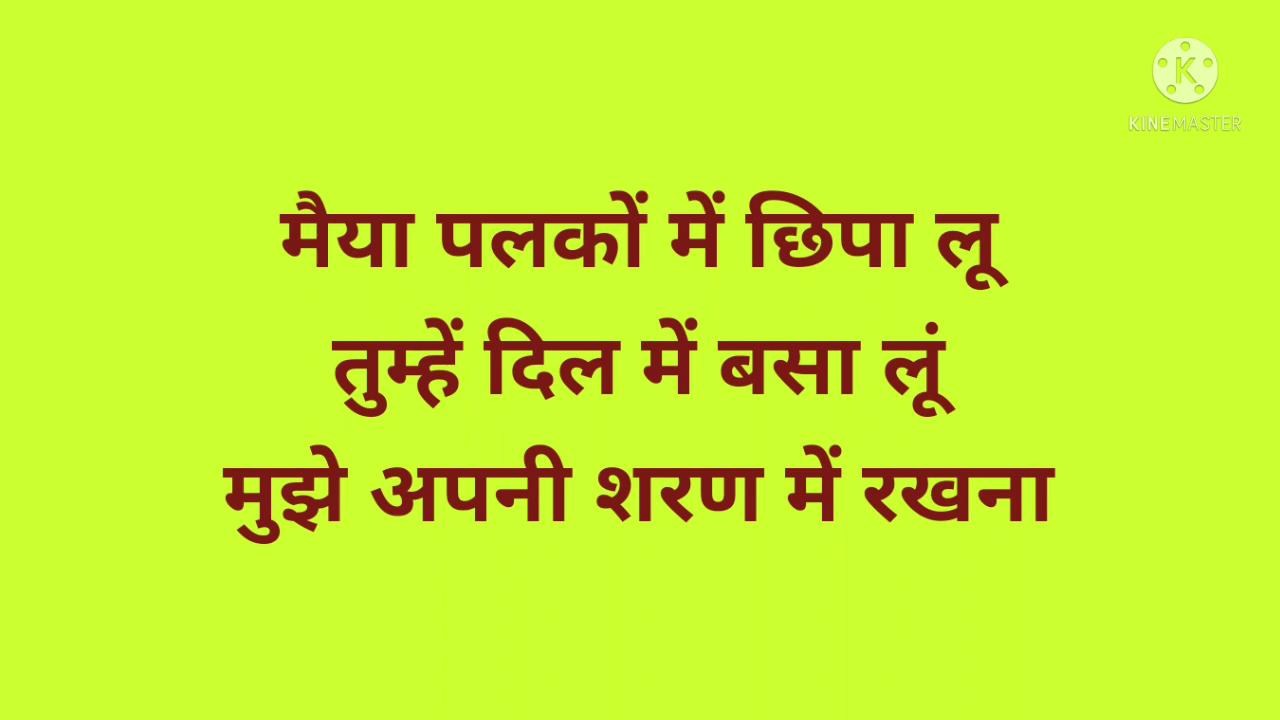 KINEMASTER
मैया पलकों में छिपा लू
तुम्हें दिल में बसा लूं
मुझे अपनी शरण में रखना